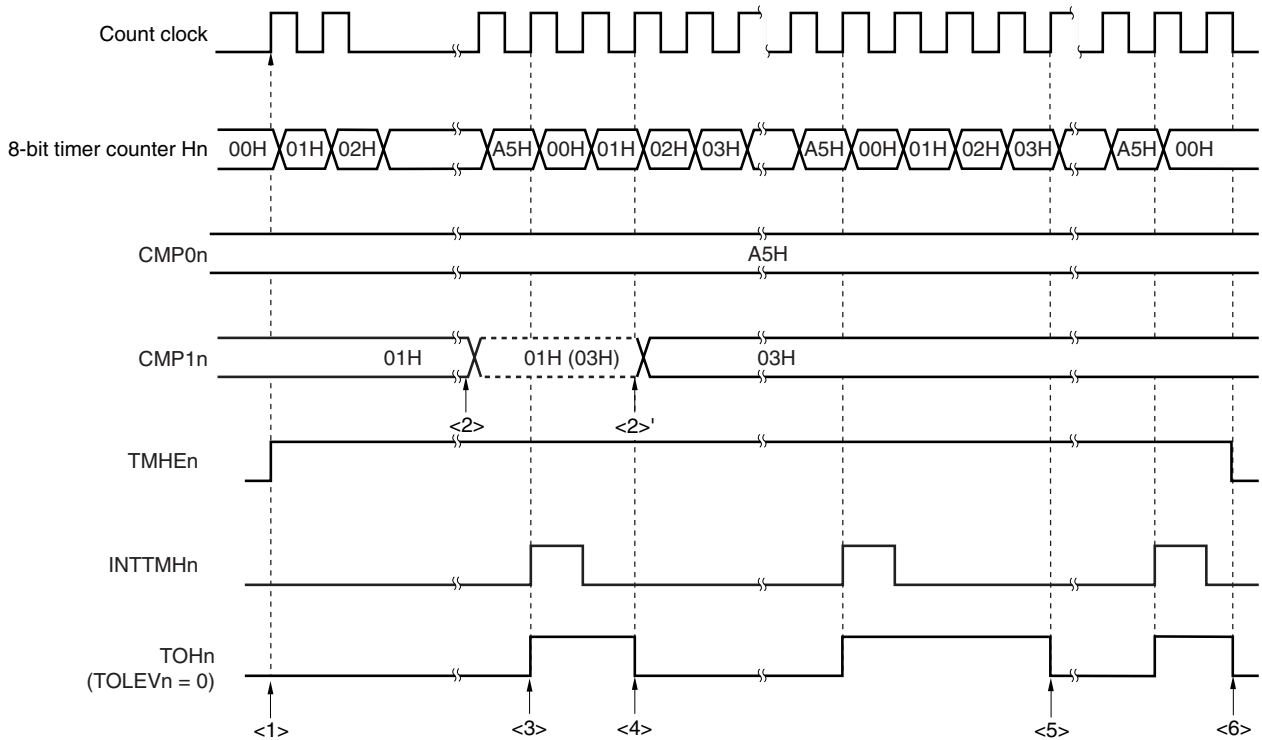 Count clock
8-bit timer counter Hn
00H 01H 02H A5H 00H 01H 02H 03H A5H 00H 01H 02H 03H A5H 00H
CMP0n
A5H
CMP1n
01H 01H (03H) 03H
<2> <2>'
TMHEn
INTTMHn
TOHn
(TOLEVn = 0)
<1> <3> <4> <5> <6>